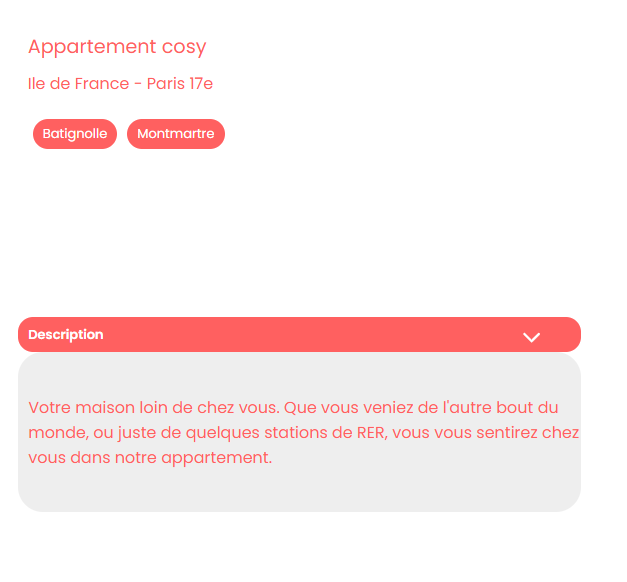 Appartement cosy
Ile de France - Paris 17e
Batignolle Montmartre
Description
Votre maison loin de chez vous. Que vous veniez de l'autre bout du
monde, ou juste de quelques stations de RER, vous vous sentirez chez
vous dans notre appartement.